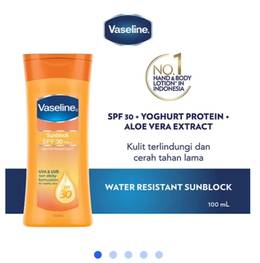 Vaseline
NO.1
HAND & BODY
LOTION* IN
INDONESIA
SPF 30 + YOGHURT PROTEIN +
ALOE VERA EXTRACT
Kulit terlindungi dan
cerah tahan lama
WATER RESISTANT SUNBLOCK
100 mL
Vaseline
Sunblock
SPF 30
UVA & UVB
SPF
30